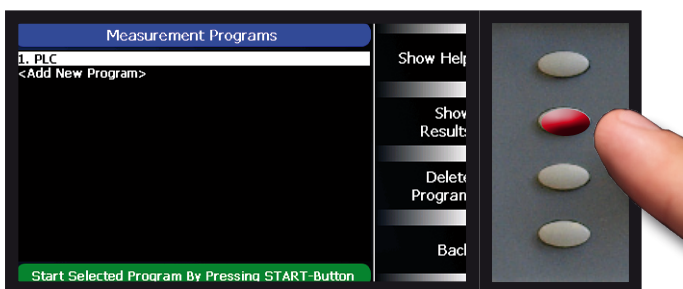 Measurement Programs
1. PLC
<Add New Program>
Show Help
Show
Results
Delete
Program
Back
Start Selected Program By Pressing START-Button